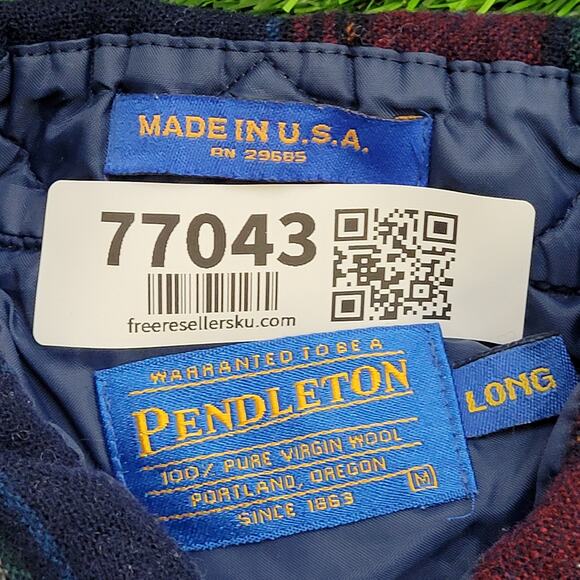 MADE IN U.S.A.
RN 29685
77043
freeresellersku.com
WARRANTED TO BE A
PENDLETON
100% PURE VIRGIN WOOL
PORTLAND, OREGON
SINCE 1863
M
LONG